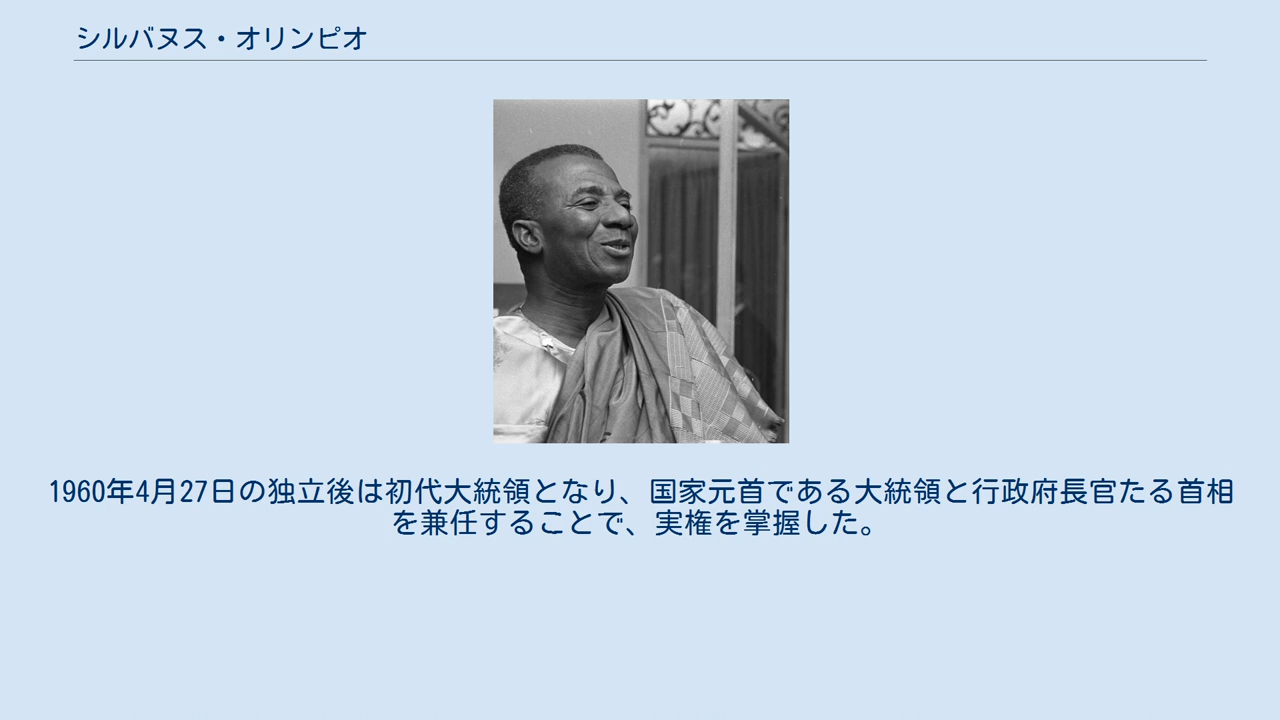 シルバヌス・オリンピオ
1960年4月27日の独立後は初代大統領となり、国家元首である大統領と行政府長官たる首相
を兼任することで、実権を掌握した。